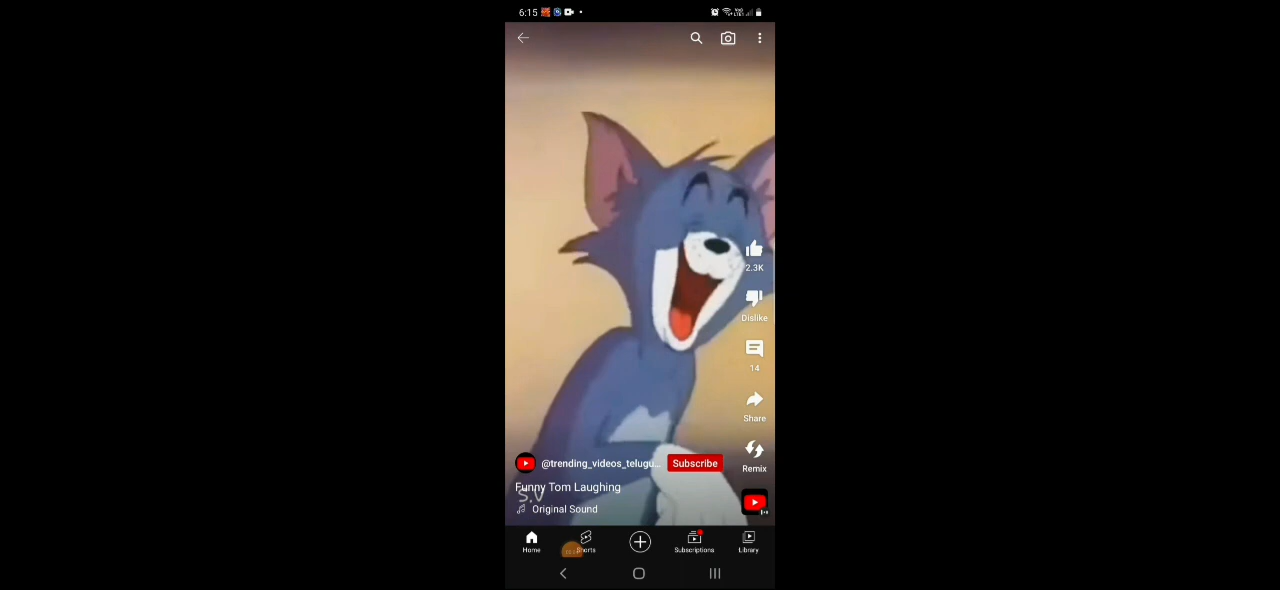 6:15
2.3K
Dislike
14
Share
Remix
@trending_videos_telugu...
Subscribe
Funny Tom Laughing
S.V
Original Sound
Home
Shorts
Subscriptions
Library